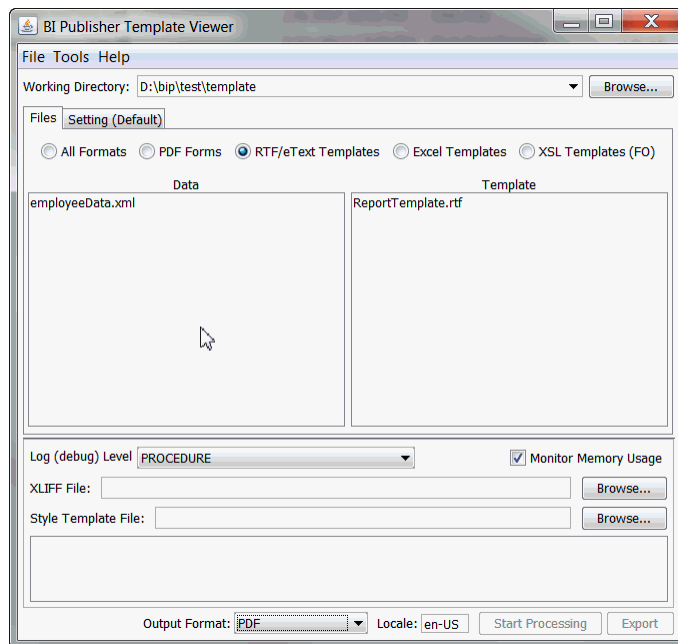 BI Publisher Template Viewer
File Tools Help
Working Directory: D:\bip\test\template Browse...
Files Setting (Default)
All Formats PDF Forms RTF/eText Templates Excel Templates XSL Templates (FO)
Data Template
employeeData.xml ReportTemplate.rtf
Log (debug) Level PROCEDURE Monitor Memory Usage
XLIFF File: Browse...
Style Template File: Browse...
Output Format: PDF Locale: en-US Start Processing Export